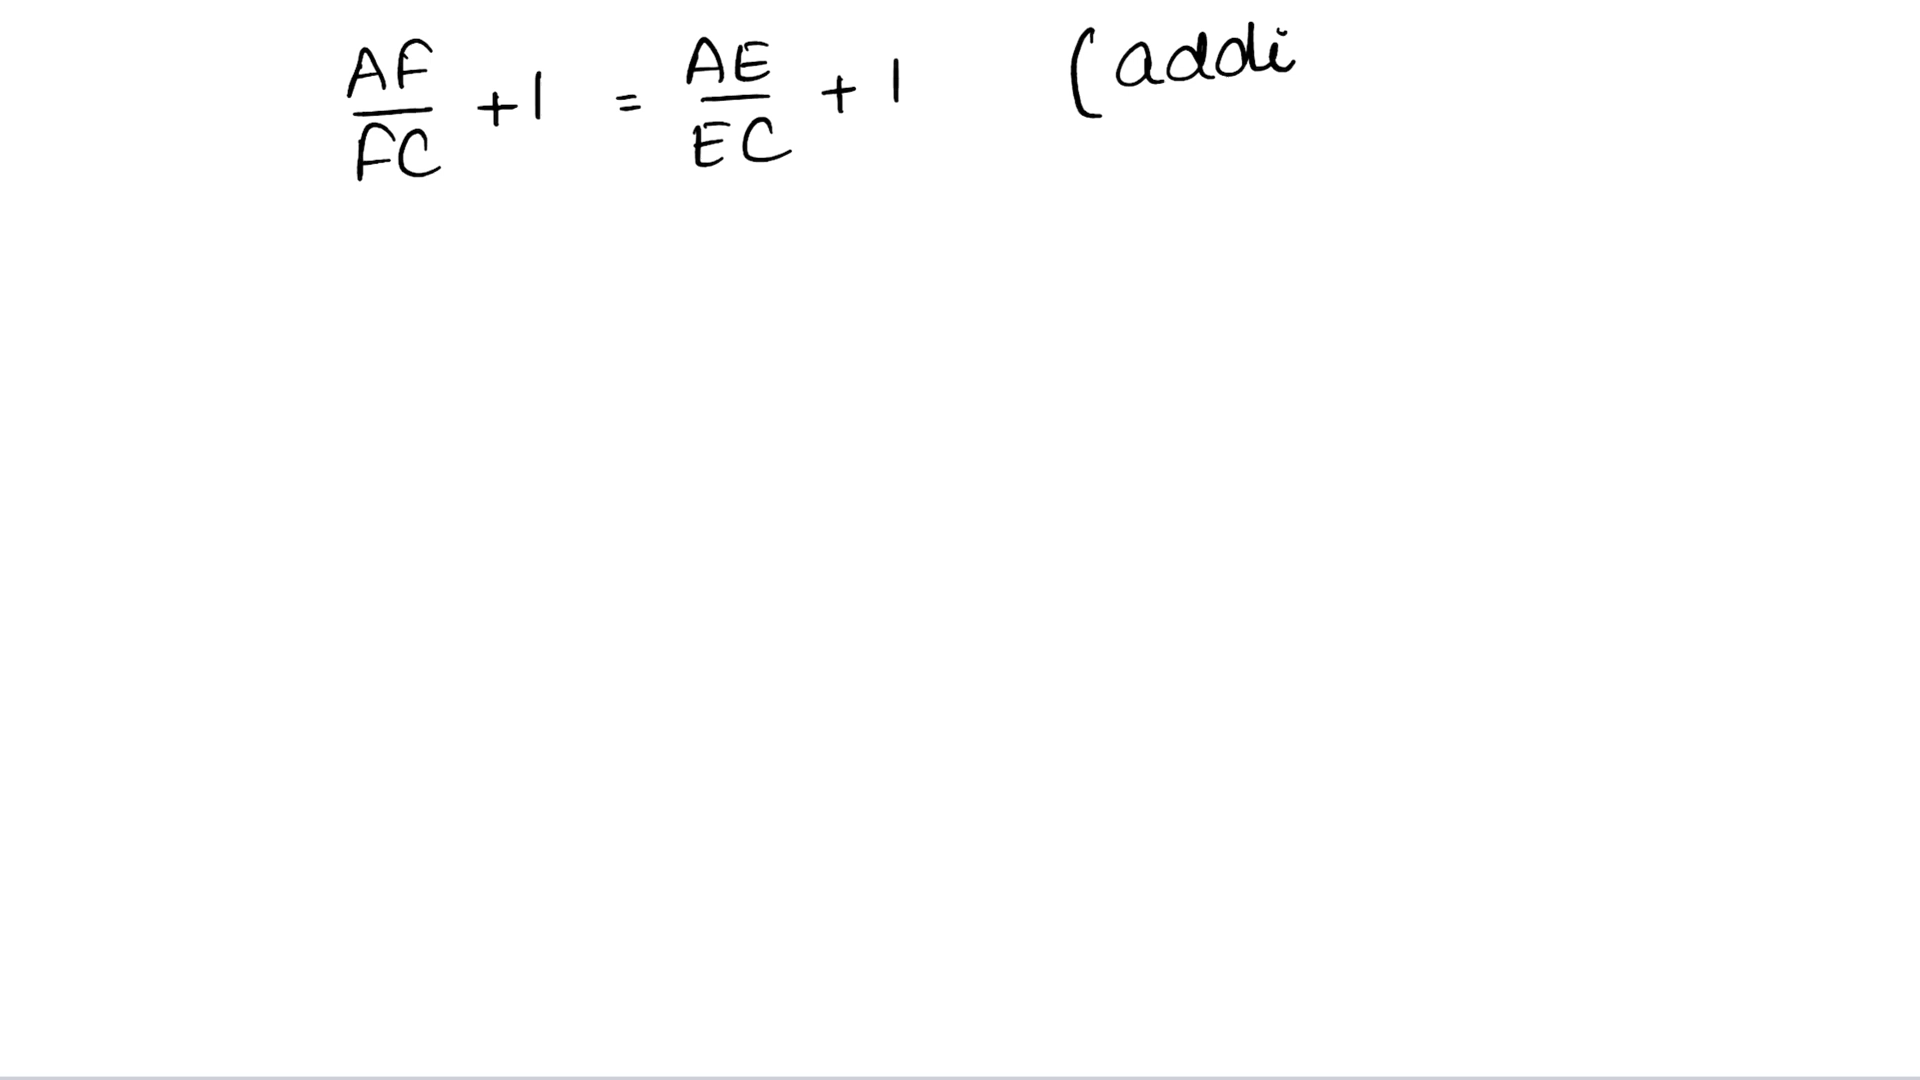 AF/FC +1 = AE/EC + 1 (addi